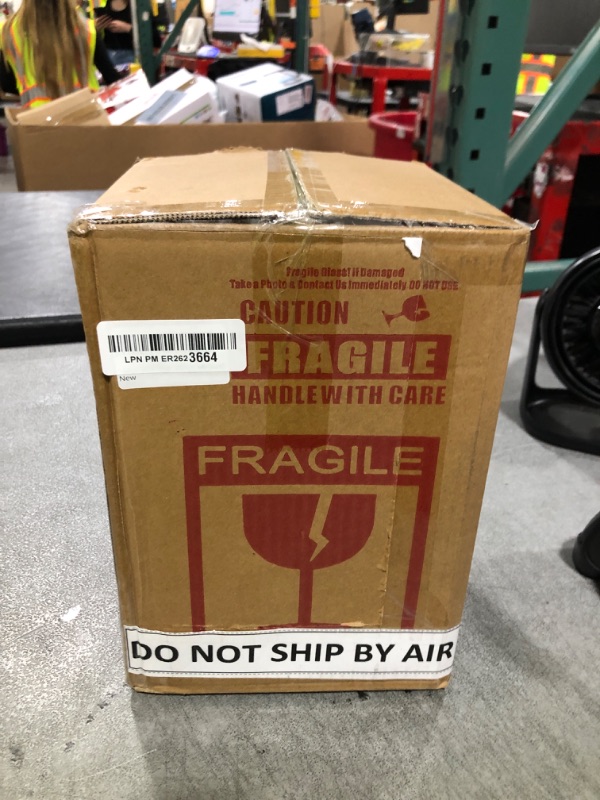 Fragile Glass! if Damaged
Take a Photo & Contact Us Immediately DO NOT USE
CAUTION
FRAGILE
HANDLE WITH CARE
LPN PM ER2623664
New
FRAGILE
DO NOT SHIP BY AIR